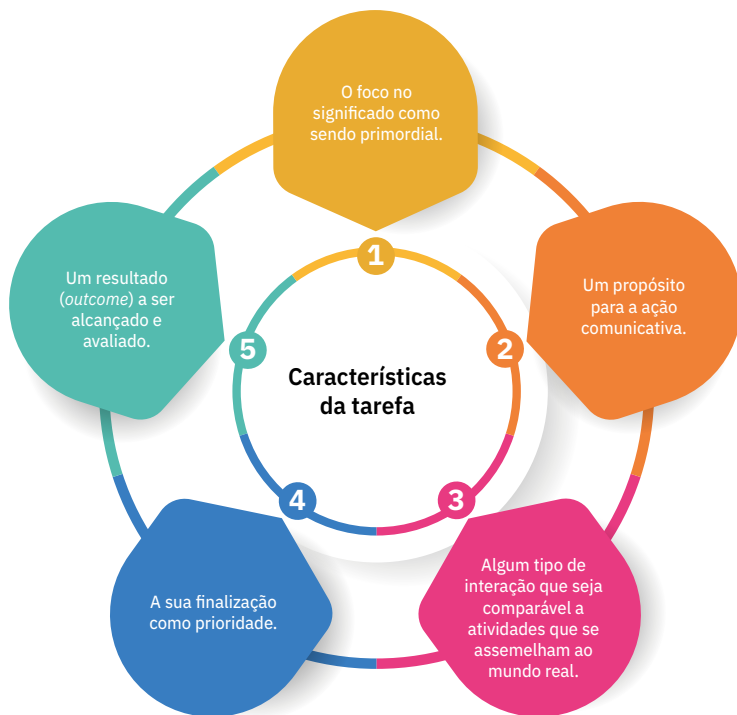 O foco no
significado como
sendo primordial.
1
Um propósito
para a ação
comunicativa.
2
Algum tipo de
interação que seja
comparável a
atividades que se
assemelham ao
mundo real.
3
A sua finalização
como prioridade.
4
Um resultado
(outcome) a ser
alcançado e
avaliado.
5
Características
da tarefa